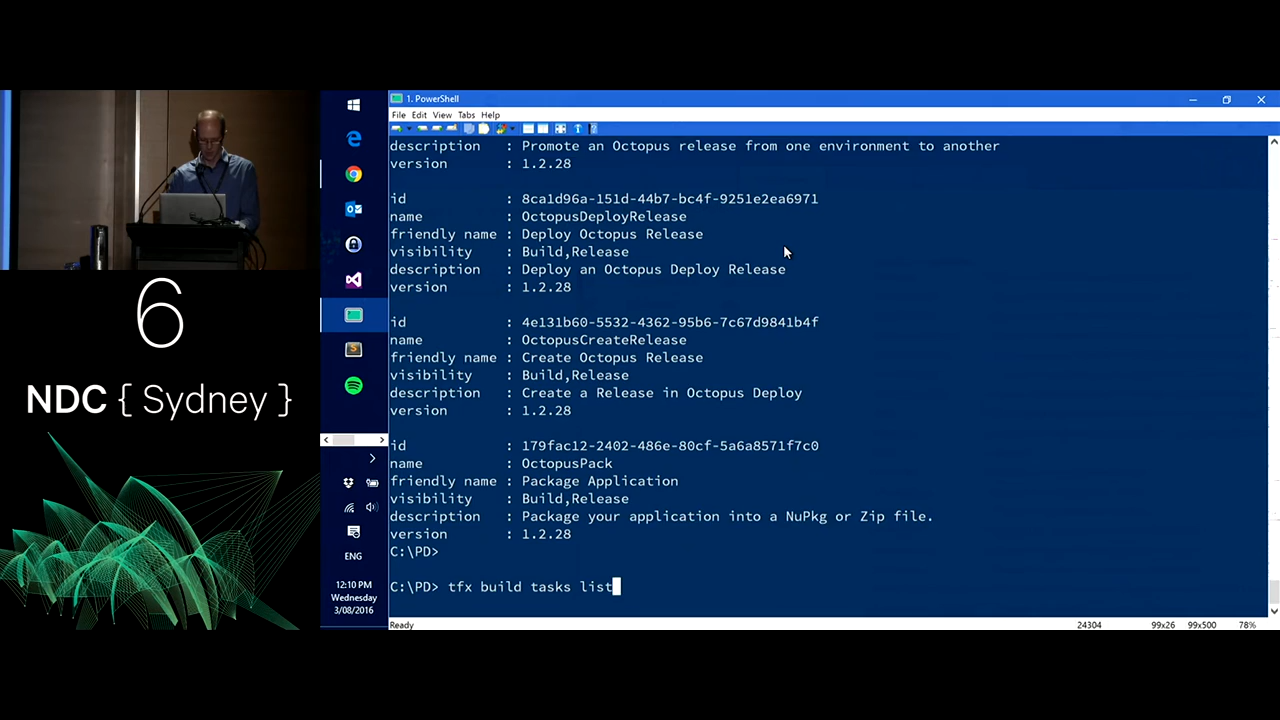 6
NDC { Sydney }
12:10 PM
Wednesday
3/08/2016
ENG
1. PowerShell
File Edit View Tabs Help
description : Promote an Octopus release from one environment to another
version : 1.2.28
id : 8ca1d96a-151d-44b7-bc4f-9251e2ea6971
name : OctopusDeployRelease
friendly name : Deploy Octopus Release
visibility : Build,Release
description : Deploy an Octopus Deploy Release
version : 1.2.28
id : 4e131b60-5532-4362-95b6-7c67d9841b4f
name : OctopusCreateRelease
friendly name : Create Octopus Release
visibility : Build,Release
description : Create a Release in Octopus Deploy
version : 1.2.28
id : 179fac12-2402-486e-80cf-5a6a8571f7c0
name : OctopusPack
friendly name : Package Application
visibility : Build,Release
description : Package your application into a NuPkg or Zip file.
version : 1.2.28
C:\PD>
C:\PD> tfx build tasks list
Ready 24304 99x26 99x500 78%